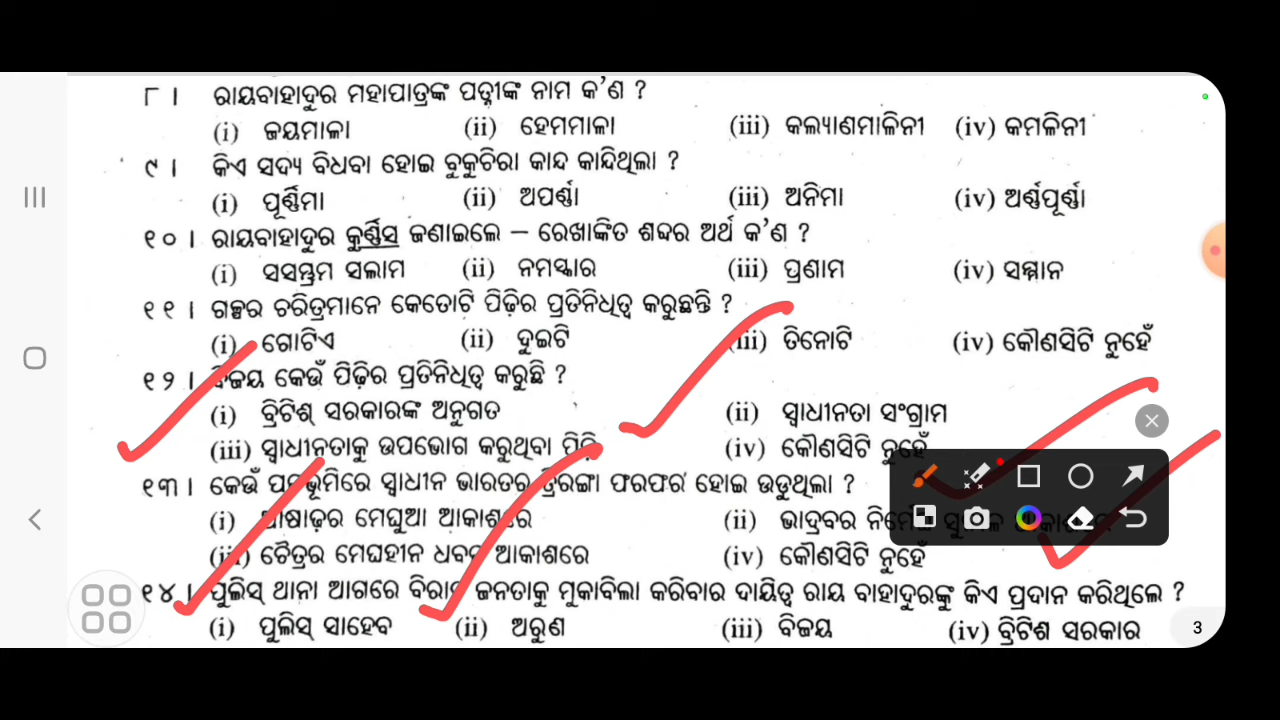 ୮ । ରାୟବାହାଦୁର ମହାପାତ୍ରଙ୍କ ପତ୍ନୀଙ୍କ ନାମ କ'ଣ ?
(i) ଜୟମାଳା (ii) ହେମମାଳା (iii) କଲ୍ୟାଣମାଳିନୀ (iv) କମଳିନୀ
୯ । କିଏ ସଦ୍ୟ ବିଧବା ହୋଇ ବୁକୁଚିରା କାନ୍ଦ କାନ୍ଦିଥିଲା ?
(i) ପୂର୍ଣ୍ଣିମା (ii) ଅପର୍ଣ୍ଣା (iii) ଅନିମା (iv) ଅର୍ଣ୍ଣପୂର୍ଣ୍ଣା
୧୦ । ରାୟବାହାଦୁର କୁର୍ଣ୍ଣିସ ଜଣାଇଲେ – ରେଖାଙ୍କିତ ଶବ୍ଦର ଅର୍ଥ କ'ଣ ?
(i) ସସମ୍ଭ୍ରମ ସଲାମ (ii) ନମସ୍କାର (iii) ପ୍ରଣାମ (iv) ସମ୍ମାନ
୧୧ । ଗଳ୍ପର ଚରିତ୍ରମାନେ କେତୋଟି ପିଢ଼ିର ପ୍ରତିନିଧିତ୍ୱ କରୁଛନ୍ତି ?
(i) ଗୋଟିଏ (ii) ଦୁଇଟି (iii) ତିନୋଟି (iv) କୌଣସିଟି ନୁହେଁ
୧୨ । ବିଜୟ କେଉଁ ପିଢ଼ିର ପ୍ରତିନିଧିତ୍ୱ କରୁଛି ?
(i) ବ୍ରିଟିଶ୍ ସରକାରଙ୍କ ଅନୁଗତ (ii) ସ୍ୱାଧୀନତା ସଂଗ୍ରାମ
(iii) ସ୍ୱାଧୀନତାକୁ ଉପଭୋଗ କରୁଥିବା ପିଢ଼ି (iv) କୌଣସିଟି ନୁହେଁ
୧୩ । କେଉଁ ପଟ୍ଟଭୂମିରେ ସ୍ୱାଧୀନ ଭାରତର ତ୍ରିରଙ୍ଗା ଫରଫର ହୋଇ ଉଡୁଥିଲା ?
(i) ଆଷାଢ଼ର ମେଘୁଆ ଆକାଶରେ (ii) ଭାଦ୍ରବର
(iii) ଚୈତ୍ରର ମେଘହୀନ ଧବଳ ଆକାଶରେ (iv) କୌଣସିଟି ନୁହେଁ
୧୪ । ପୁଲିସ୍ ଥାନା ଆଗରେ ବିରାଟ ଜନତାକୁ ମୁକାବିଲା କରିବାର ଦାୟିତ୍ୱ ରାୟ ବାହାଦୁରଙ୍କୁ କିଏ ପ୍ରଦାନ କରିଥିଲେ ?
(i) ପୁଲିସ୍ ସାହେବ (ii) ଅରୁଣ (iii) ବିଜୟ (iv) ବ୍ରିଟିଶ ସରକାର
3